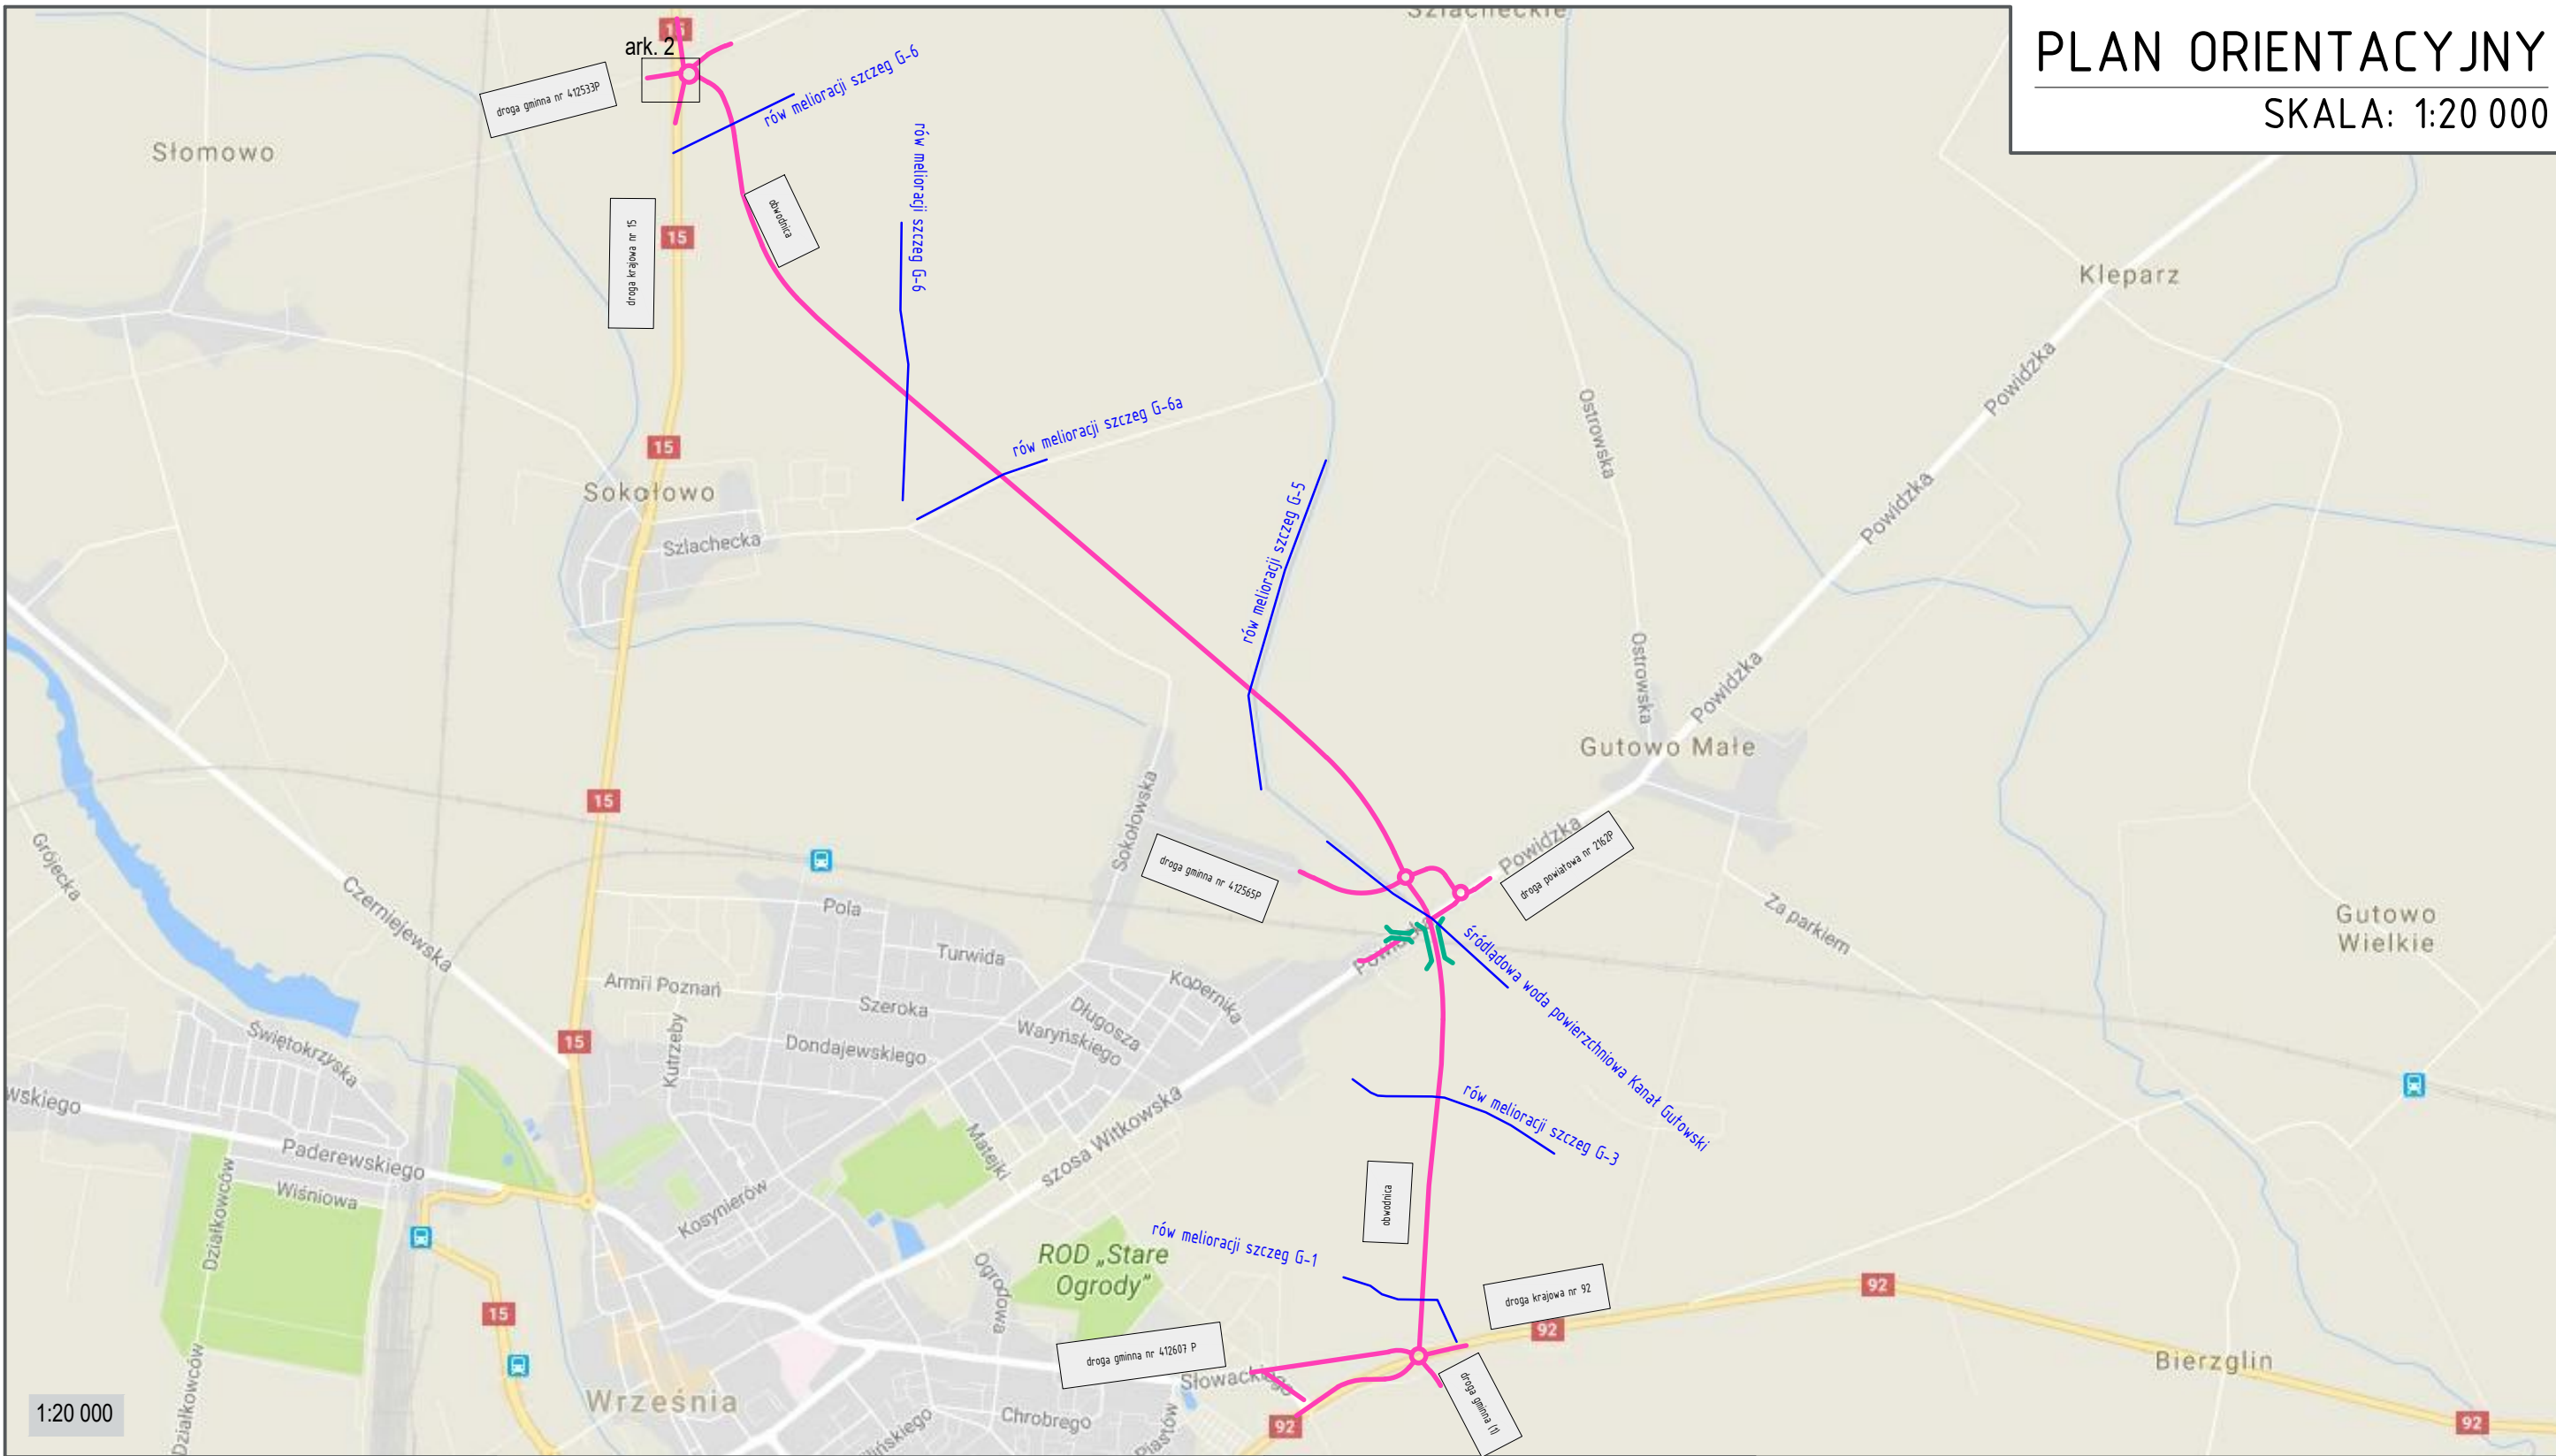 PLAN ORIENTACYJNY
SKALA: 1:20 000
15
ark. 2
droga gminna nr 412533P
rów melioracji szczeg G-6
rów melioracji szczeg G-6
Słomowo
obwodnica
droga krajowa nr 15
15
Kleparz
Powidzka
Ostrowska
rów melioracji szczeg G-6a
15
Sokołowo
Szlachecka
Powidzka
rów melioracji szczeg G-5
Ostrowska
Powidzka
Gutowo Małe
15
Sokołowska
Grójecka
Powidzka
droga powiatowa nr 2162P
droga gminna nr 412565P
Czerniejewska
Pola
Za parkiem
Gutowo
Wielkie
Turwida
śródlądowa woda powierzchniowa Kanał Gutowski
Armii Poznań
Szeroka
Kopernika
Długosza
Waryńskiego
15
Kutrzeby
Dondajewskiego
Świętokrzyska
wskiego
rów melioracji szczeg G-3
Matejki
szosa Witkowska
Paderewskiego
Wiśniowa
Działkowców
Kosynierów
obwodnica
rów melioracji szczeg G-1
ROD „Stare
Ogrody”
Ogrodowa
92
droga krajowa nr 92
92
15
droga gminna nr 412607 P
Słowackiego
Bierzglin
droga gminna (1)
Działkowców
Września
Chrobrego
Piastów
92
92
1:20 000